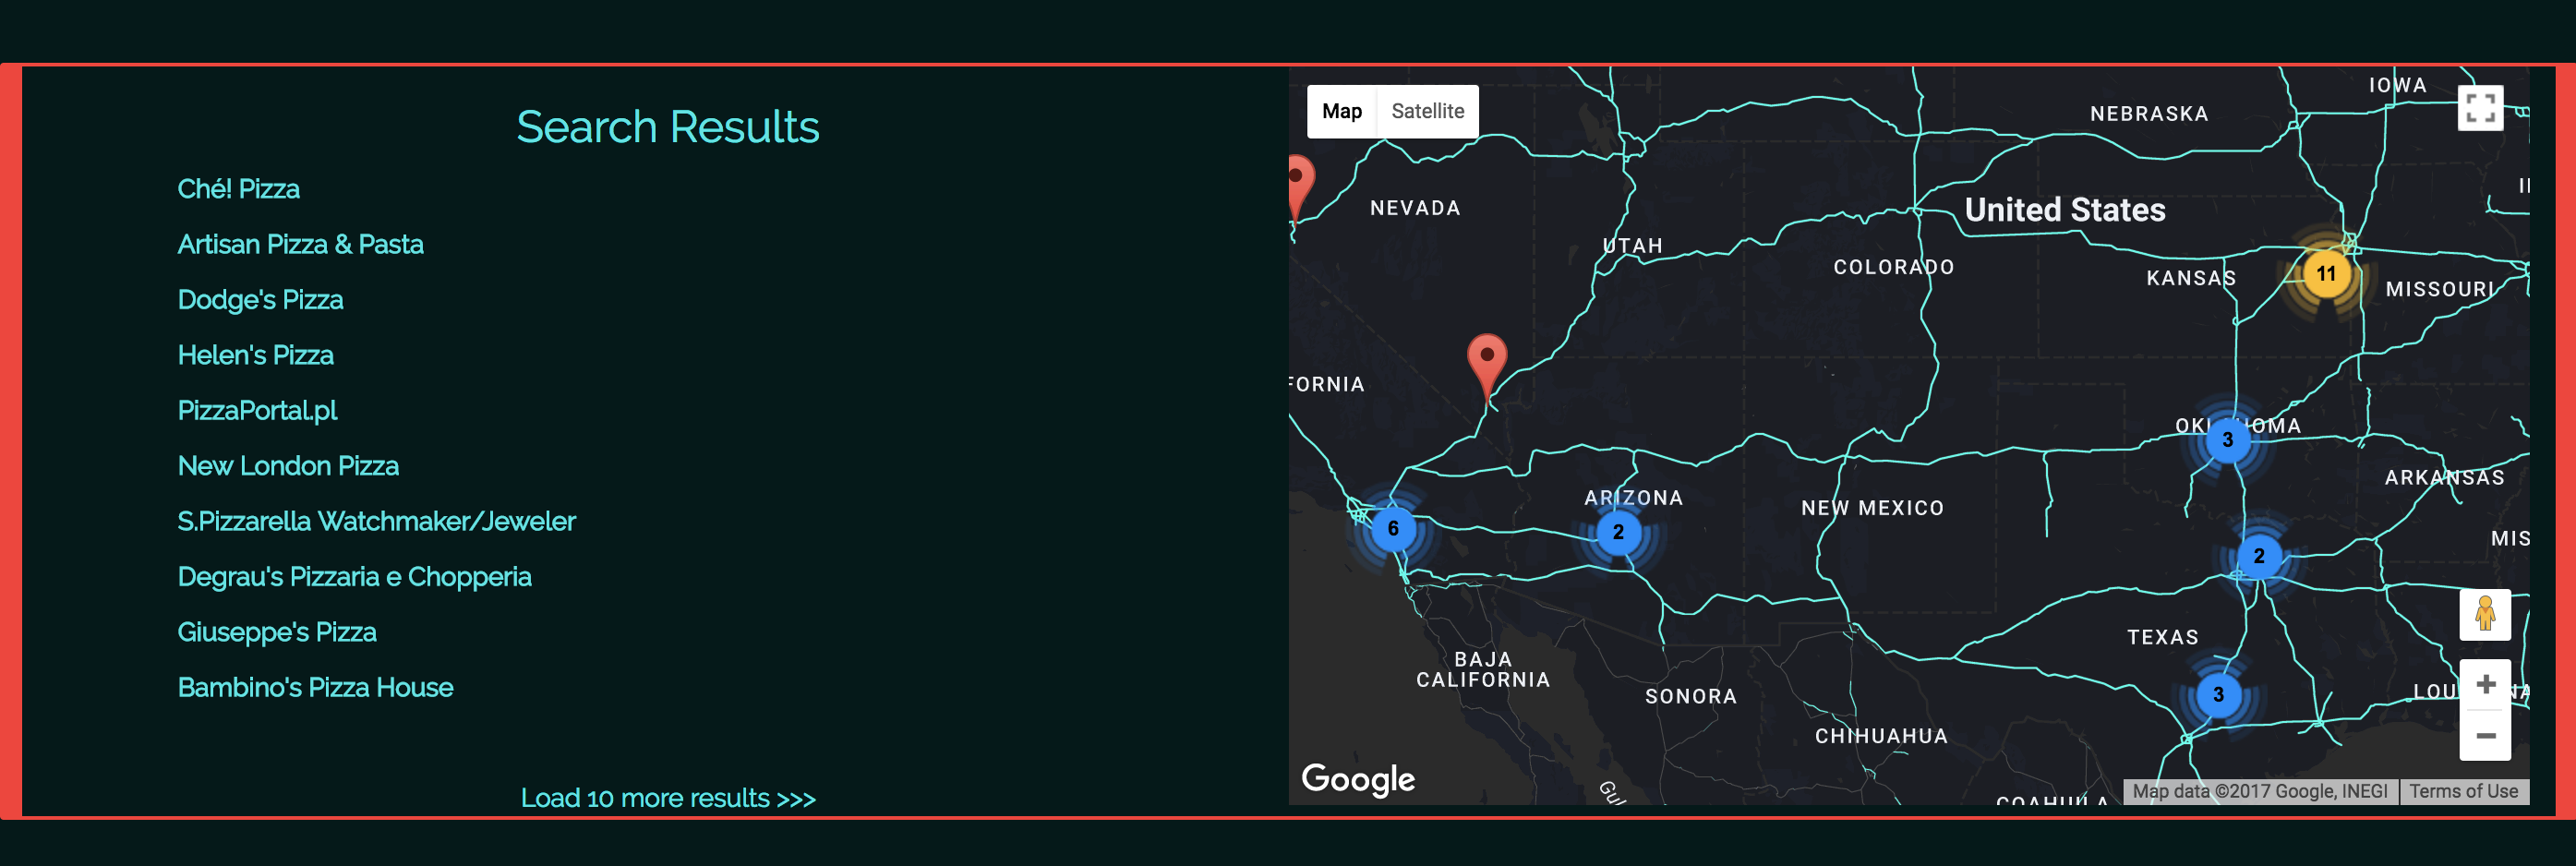 Search Results
Ché! Pizza
Artisan Pizza & Pasta
Dodge's Pizza
Helen's Pizza
PizzaPortal.pl
New London Pizza
S.Pizzarella Watchmaker/Jeweler
Degrau's Pizzaria e Chopperia
Giuseppe's Pizza
Bambino's Pizza House
Load 10 more results >>>
Map Satellite
IOWA
NEBRASKA
NEVADA
United States
UTAH
COLORADO
KANSAS
11
MISSOURI
FORNIA
OKLAHOMA
3
ARKANSAS
ARIZONA
NEW MEXICO
6
2
MIS
2
TEXAS
BAJA
CALIFORNIA
SONORA
3
LOUISIANA
CHIHUAHUA
Google
Gul
COAHUILA
Map data ©2017 Google, INEGI Terms of Use